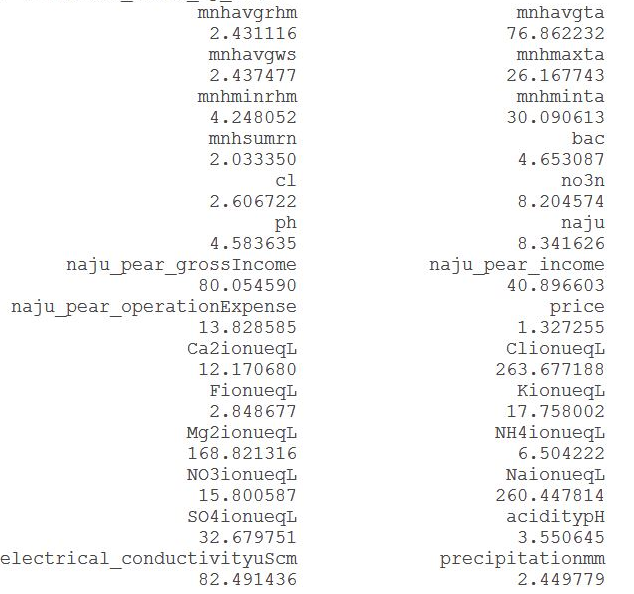 mnhavgrhm mnhavgta
2.431116 76.862232
mnhavgws mnhmaxta
2.437477 26.167743
mnhminrhm mnhminta
4.248052 30.090613
mnhsumrn bac
2.033350 4.653087
cl no3n
2.606722 8.204574
ph naju
4.583635 8.341626
naju_pear_grossIncome naju_pear_income
80.054590 40.896603
naju_pear_operationExpense price
13.828585 1.327255
Ca2ionueqL ClionueqL
12.170680 263.677188
FionueqL KionueqL
2.848677 17.758002
Mg2ionueqL NH4ionueqL
168.821316 6.504222
NO3ionueqL NaionueqL
15.800587 260.447814
SO4ionueqL aciditypH
32.679751 3.550645
electrical_conductivityuScm precipitationmm
82.491436 2.449779